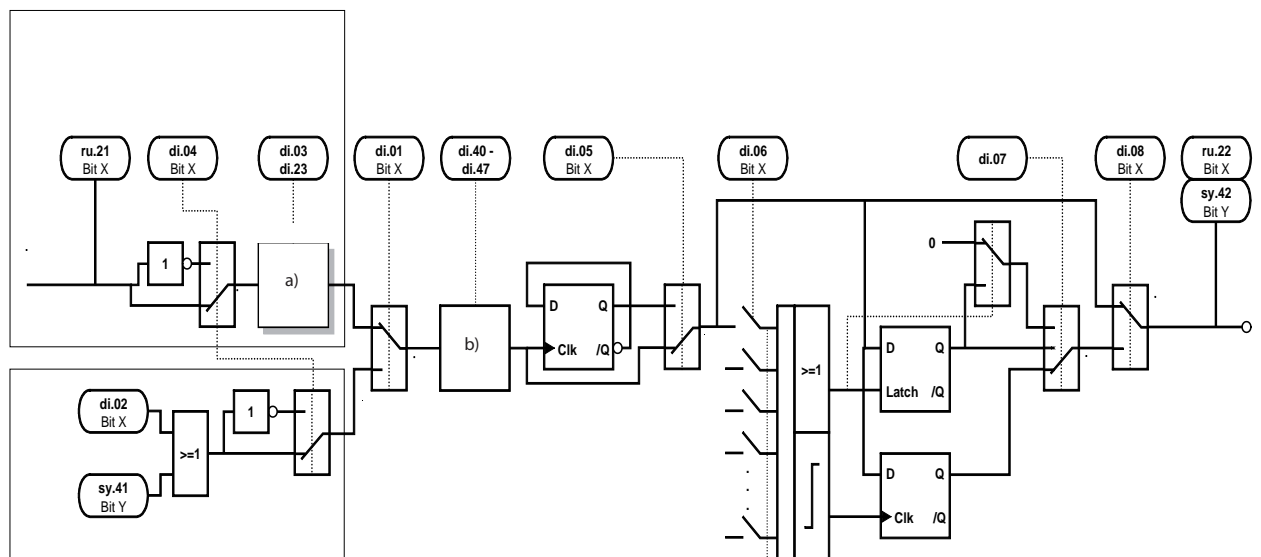 ru.21
Bit X
di.04
Bit X
di.03
di.23
di.01
Bit X
di.40 -
di.47
di.05
Bit X
di.06
Bit X
di.07
di.08
Bit X
ru.22
Bit X
sy.42
Bit Y
1
a)
0
D Q
Clk /Q
b)
>=1
D Q
Latch /Q
di.02
Bit X
1
>=1
sy.41
Bit Y
D Q
Clk /Q